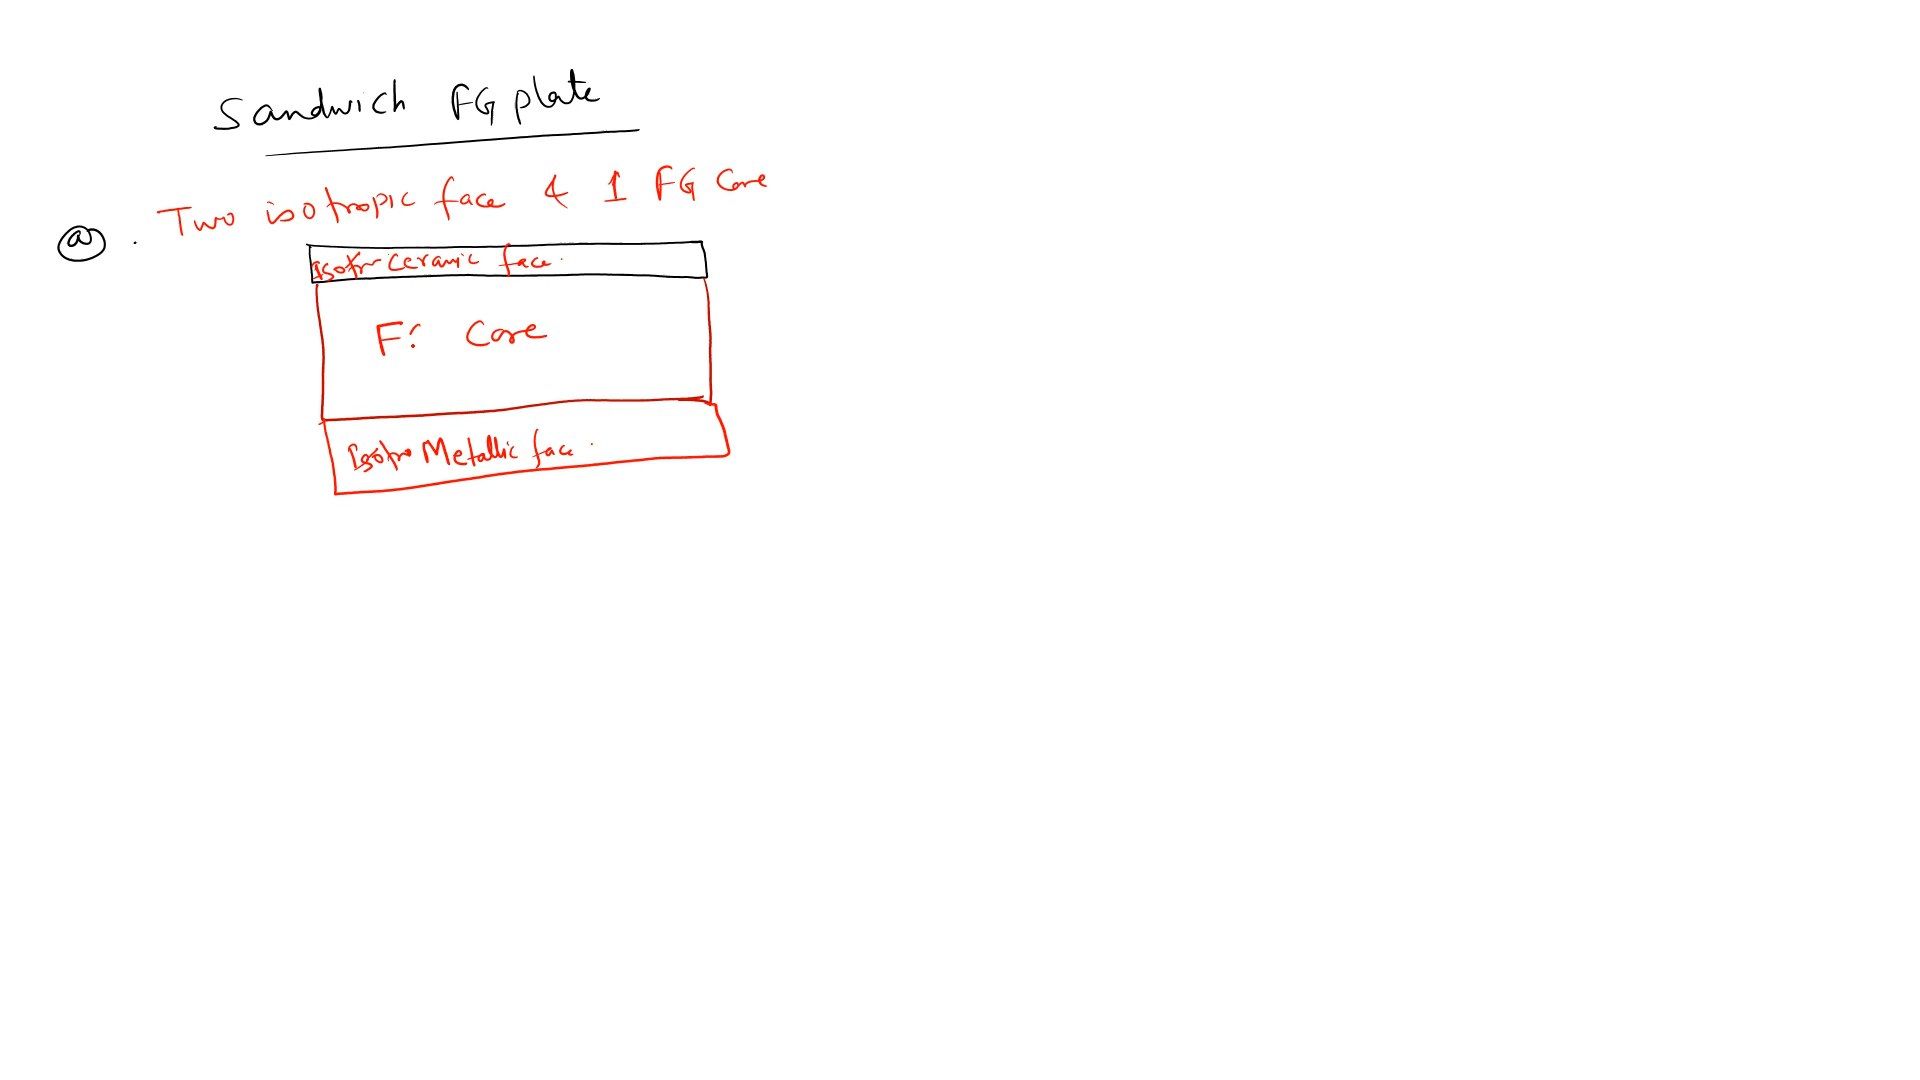 Sandwich FG plate
(a). Two isotropic face & 1 FG Core
Isotro Ceramic face.
Core
Isotro Metallic face.